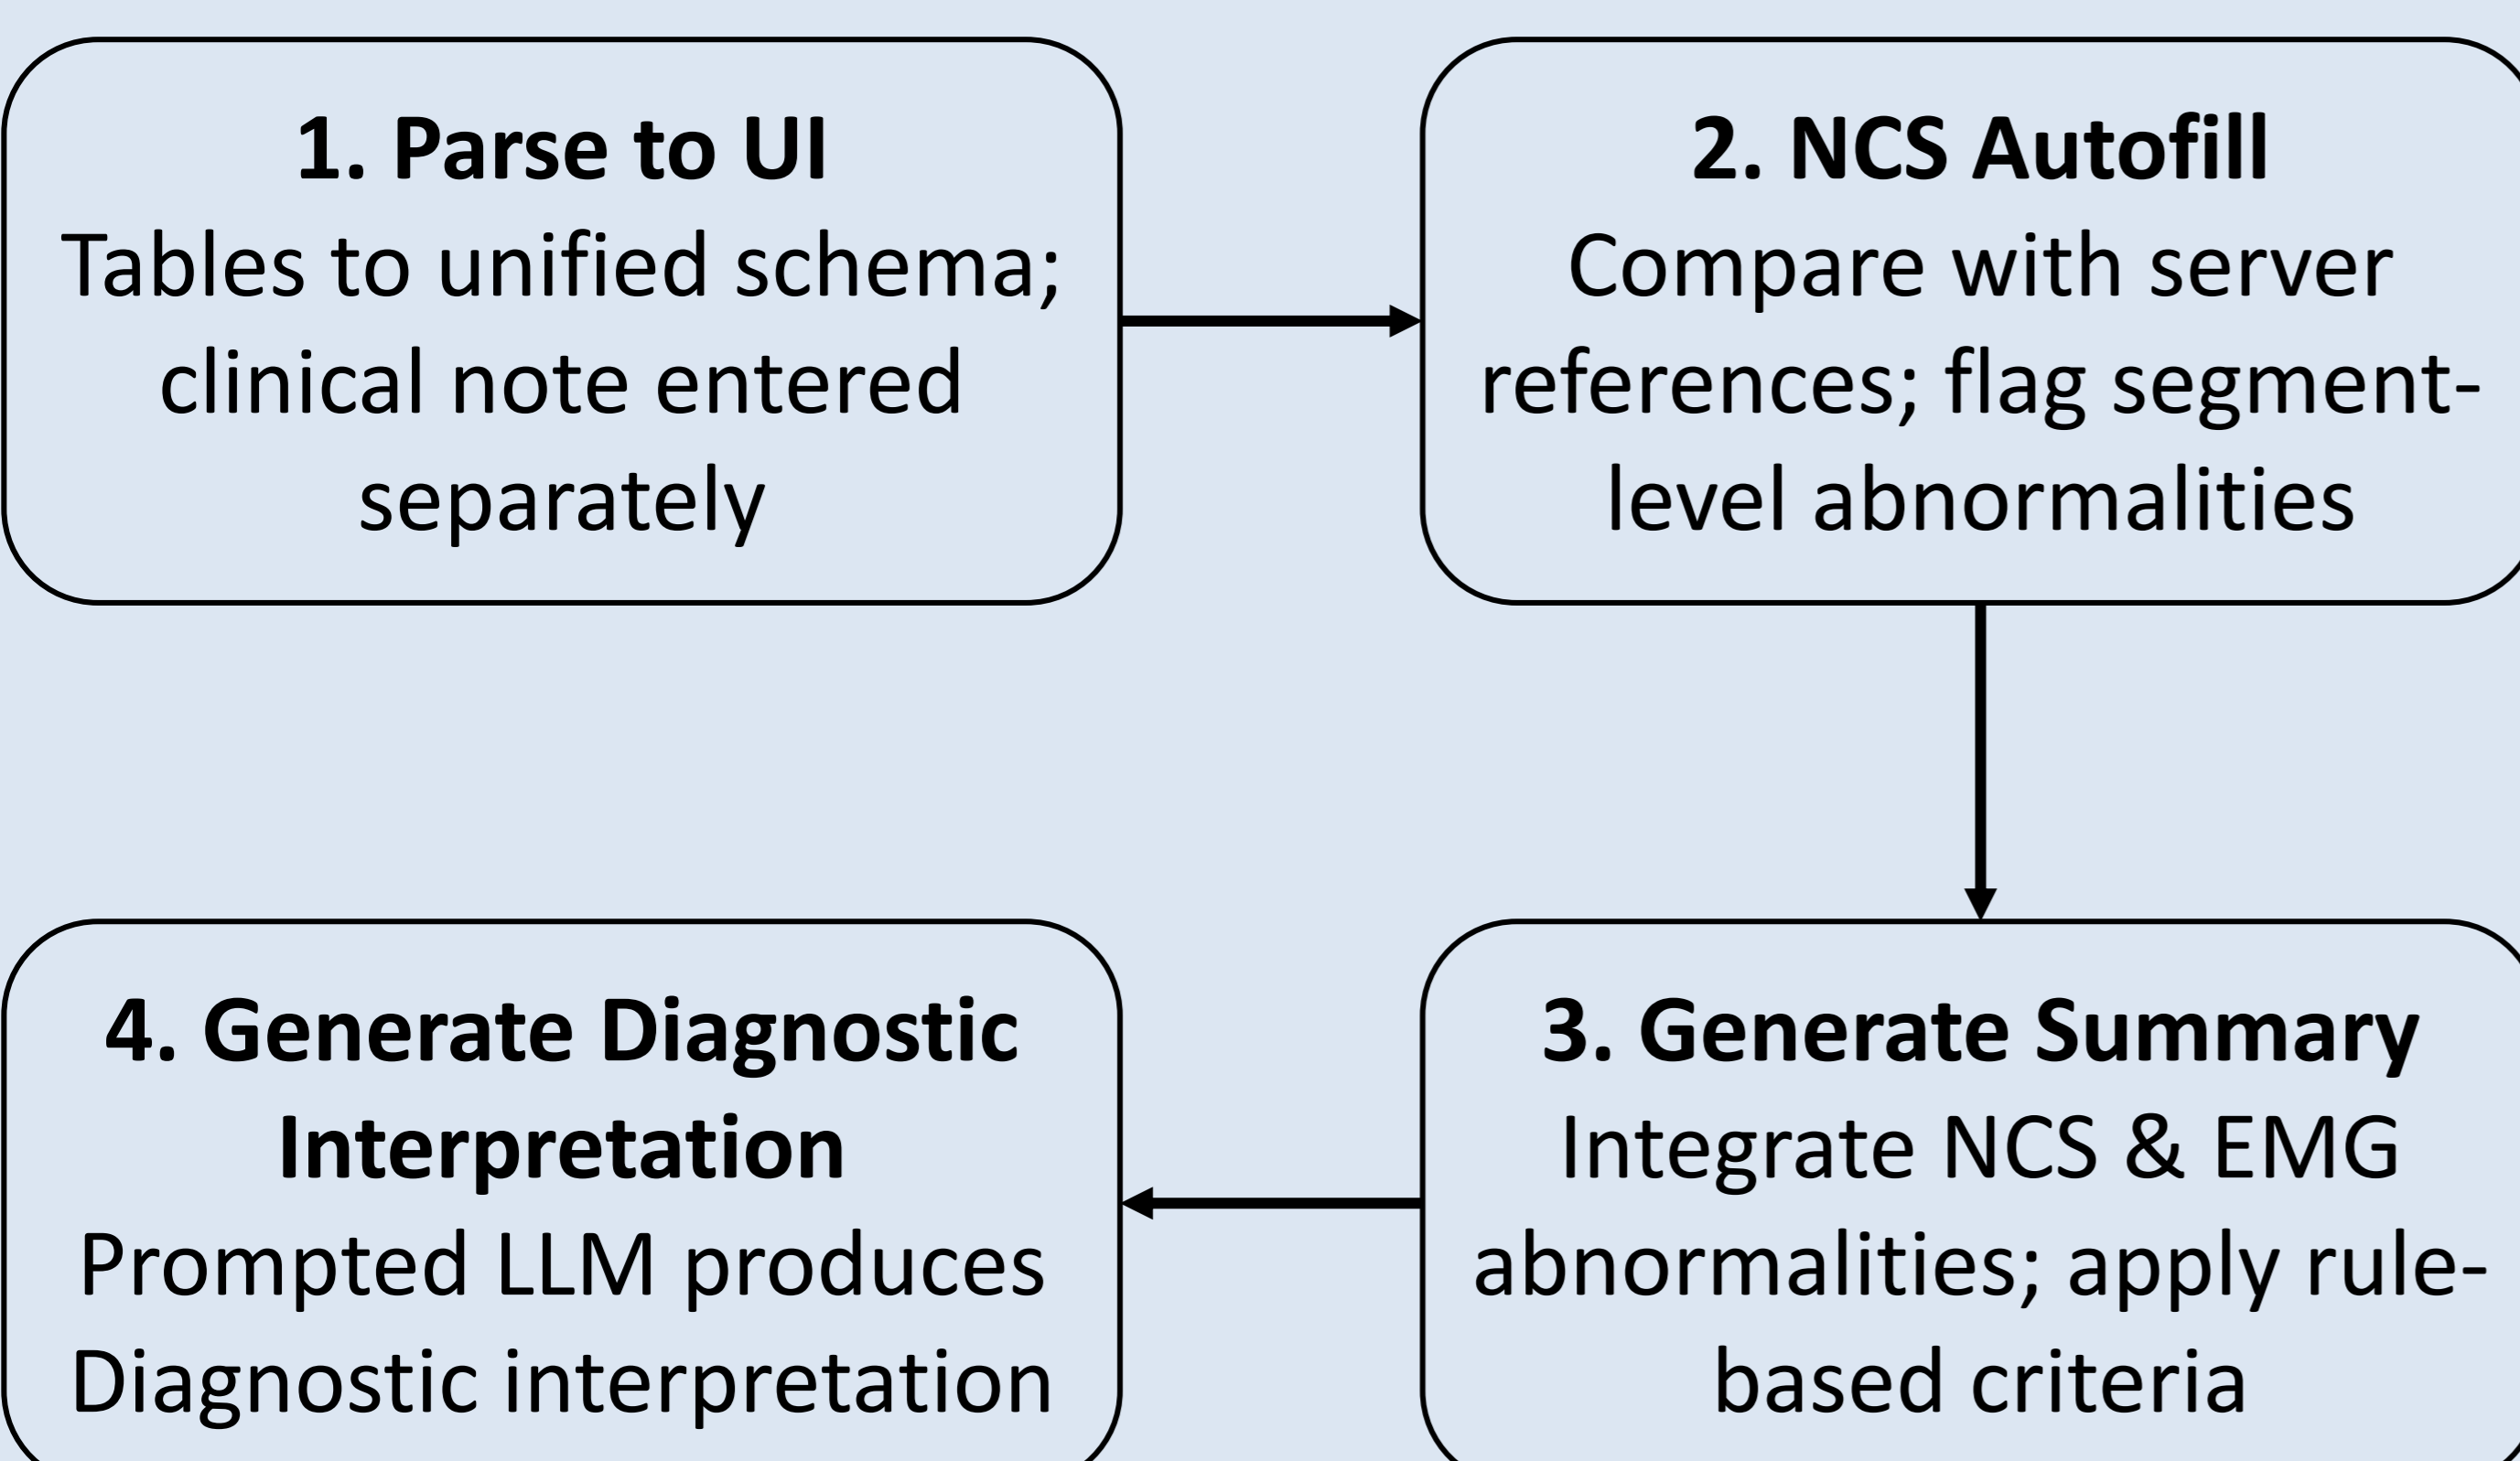 1. Parse to UI
Tables to unified schema;
clinical note entered
separately
2. NCS Autofill
Compare with server
references; flag segment-
level abnormalities
3. Generate Summary
Integrate NCS & EMG
abnormalities; apply rule-
based criteria
4. Generate Diagnostic
Interpretation
Prompted LLM produces
Diagnostic interpretation